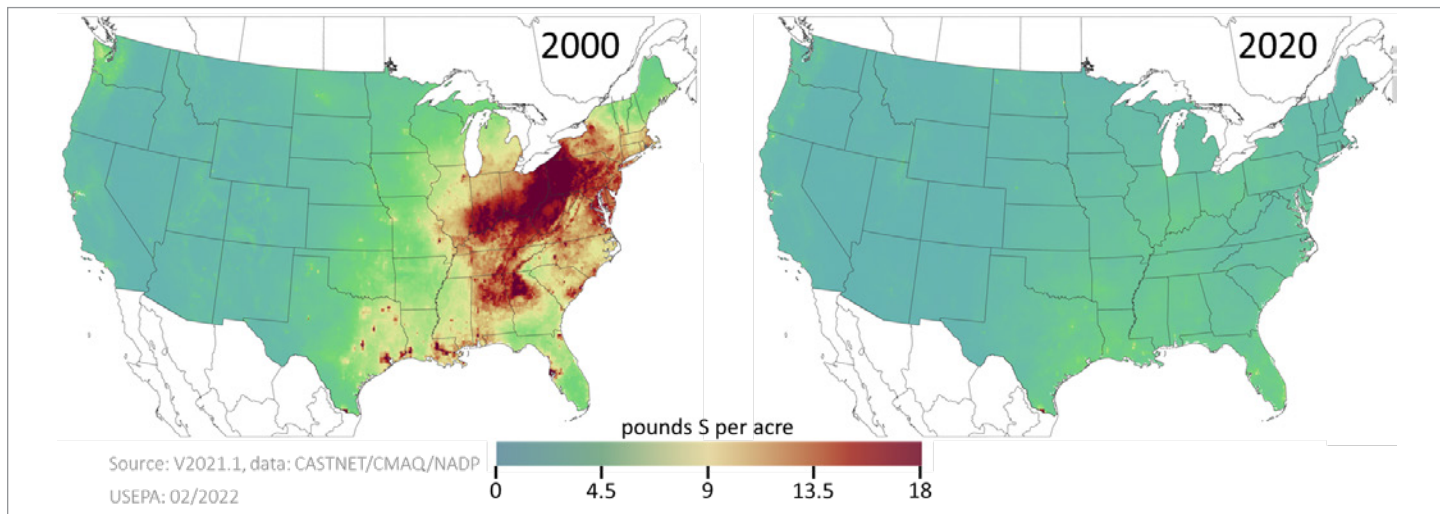 2000
2020
pounds S per acre
Source: V2021.1, data: CASTNET/CMAQ/NADP
USEPA: 02/2022
0 4.5 9 13.5 18